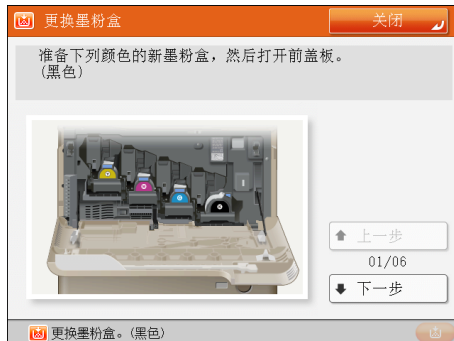 更换墨粉盒
关闭
准备下列颜色的新墨粉盒，然后打开前盖板。
(黑色)
上一步
01/06
下一步
更换墨粉盒。(黑色)